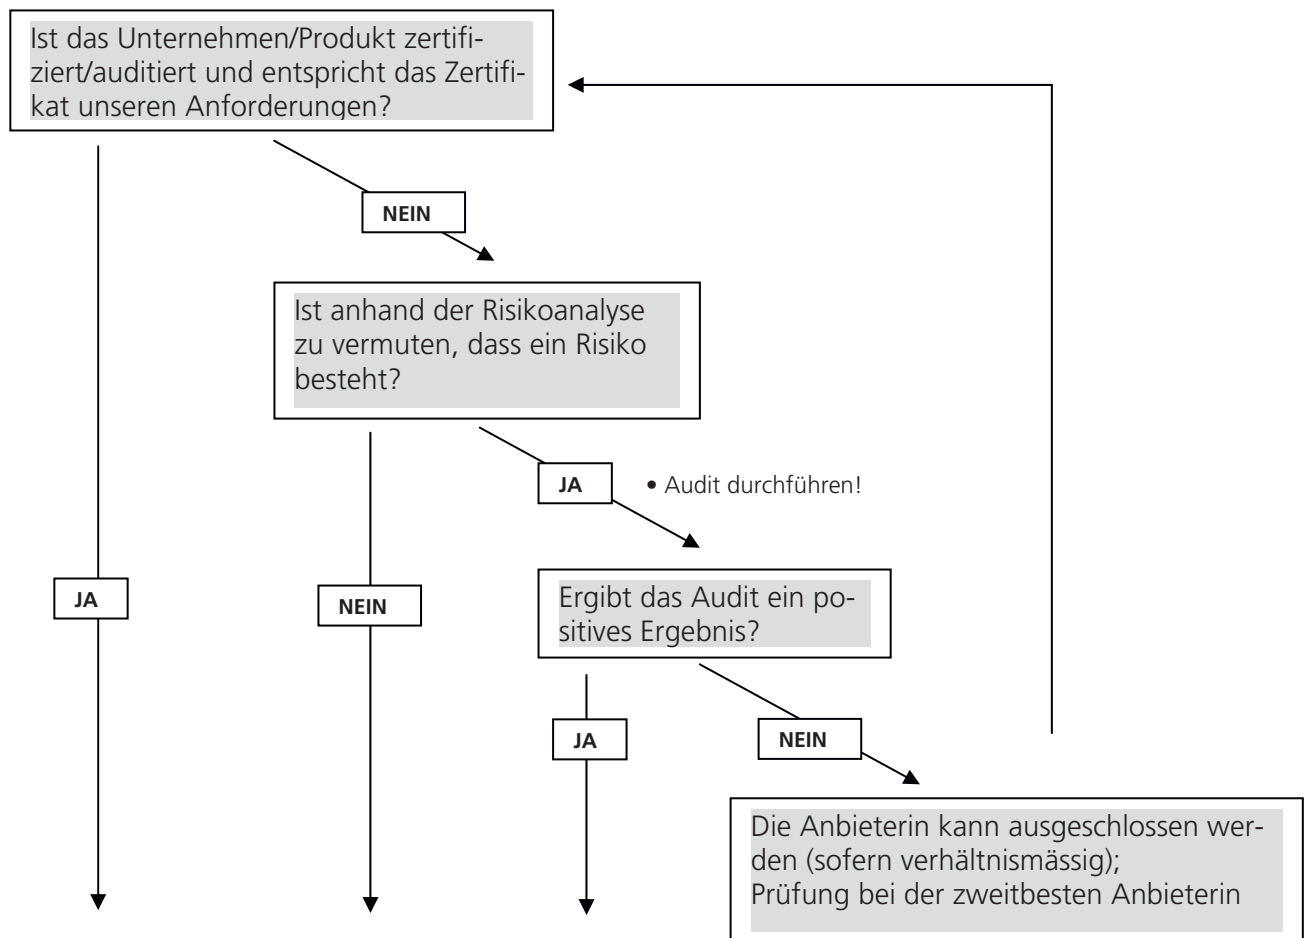 Ist das Unternehmen/Produkt zertifi-
ziert/auditiert und entspricht das Zertifi-
kat unseren Anforderungen?
NEIN
Ist anhand der Risikoanalyse
zu vermuten, dass ein Risiko
besteht?
JA
• Audit durchführen!
JA
NEIN
Ergibt das Audit ein po-
sitives Ergebnis?
JA
NEIN
Die Anbieterin kann ausgeschlossen wer-
den (sofern verhältnismässig);
Prüfung bei der zweitbesten Anbieterin